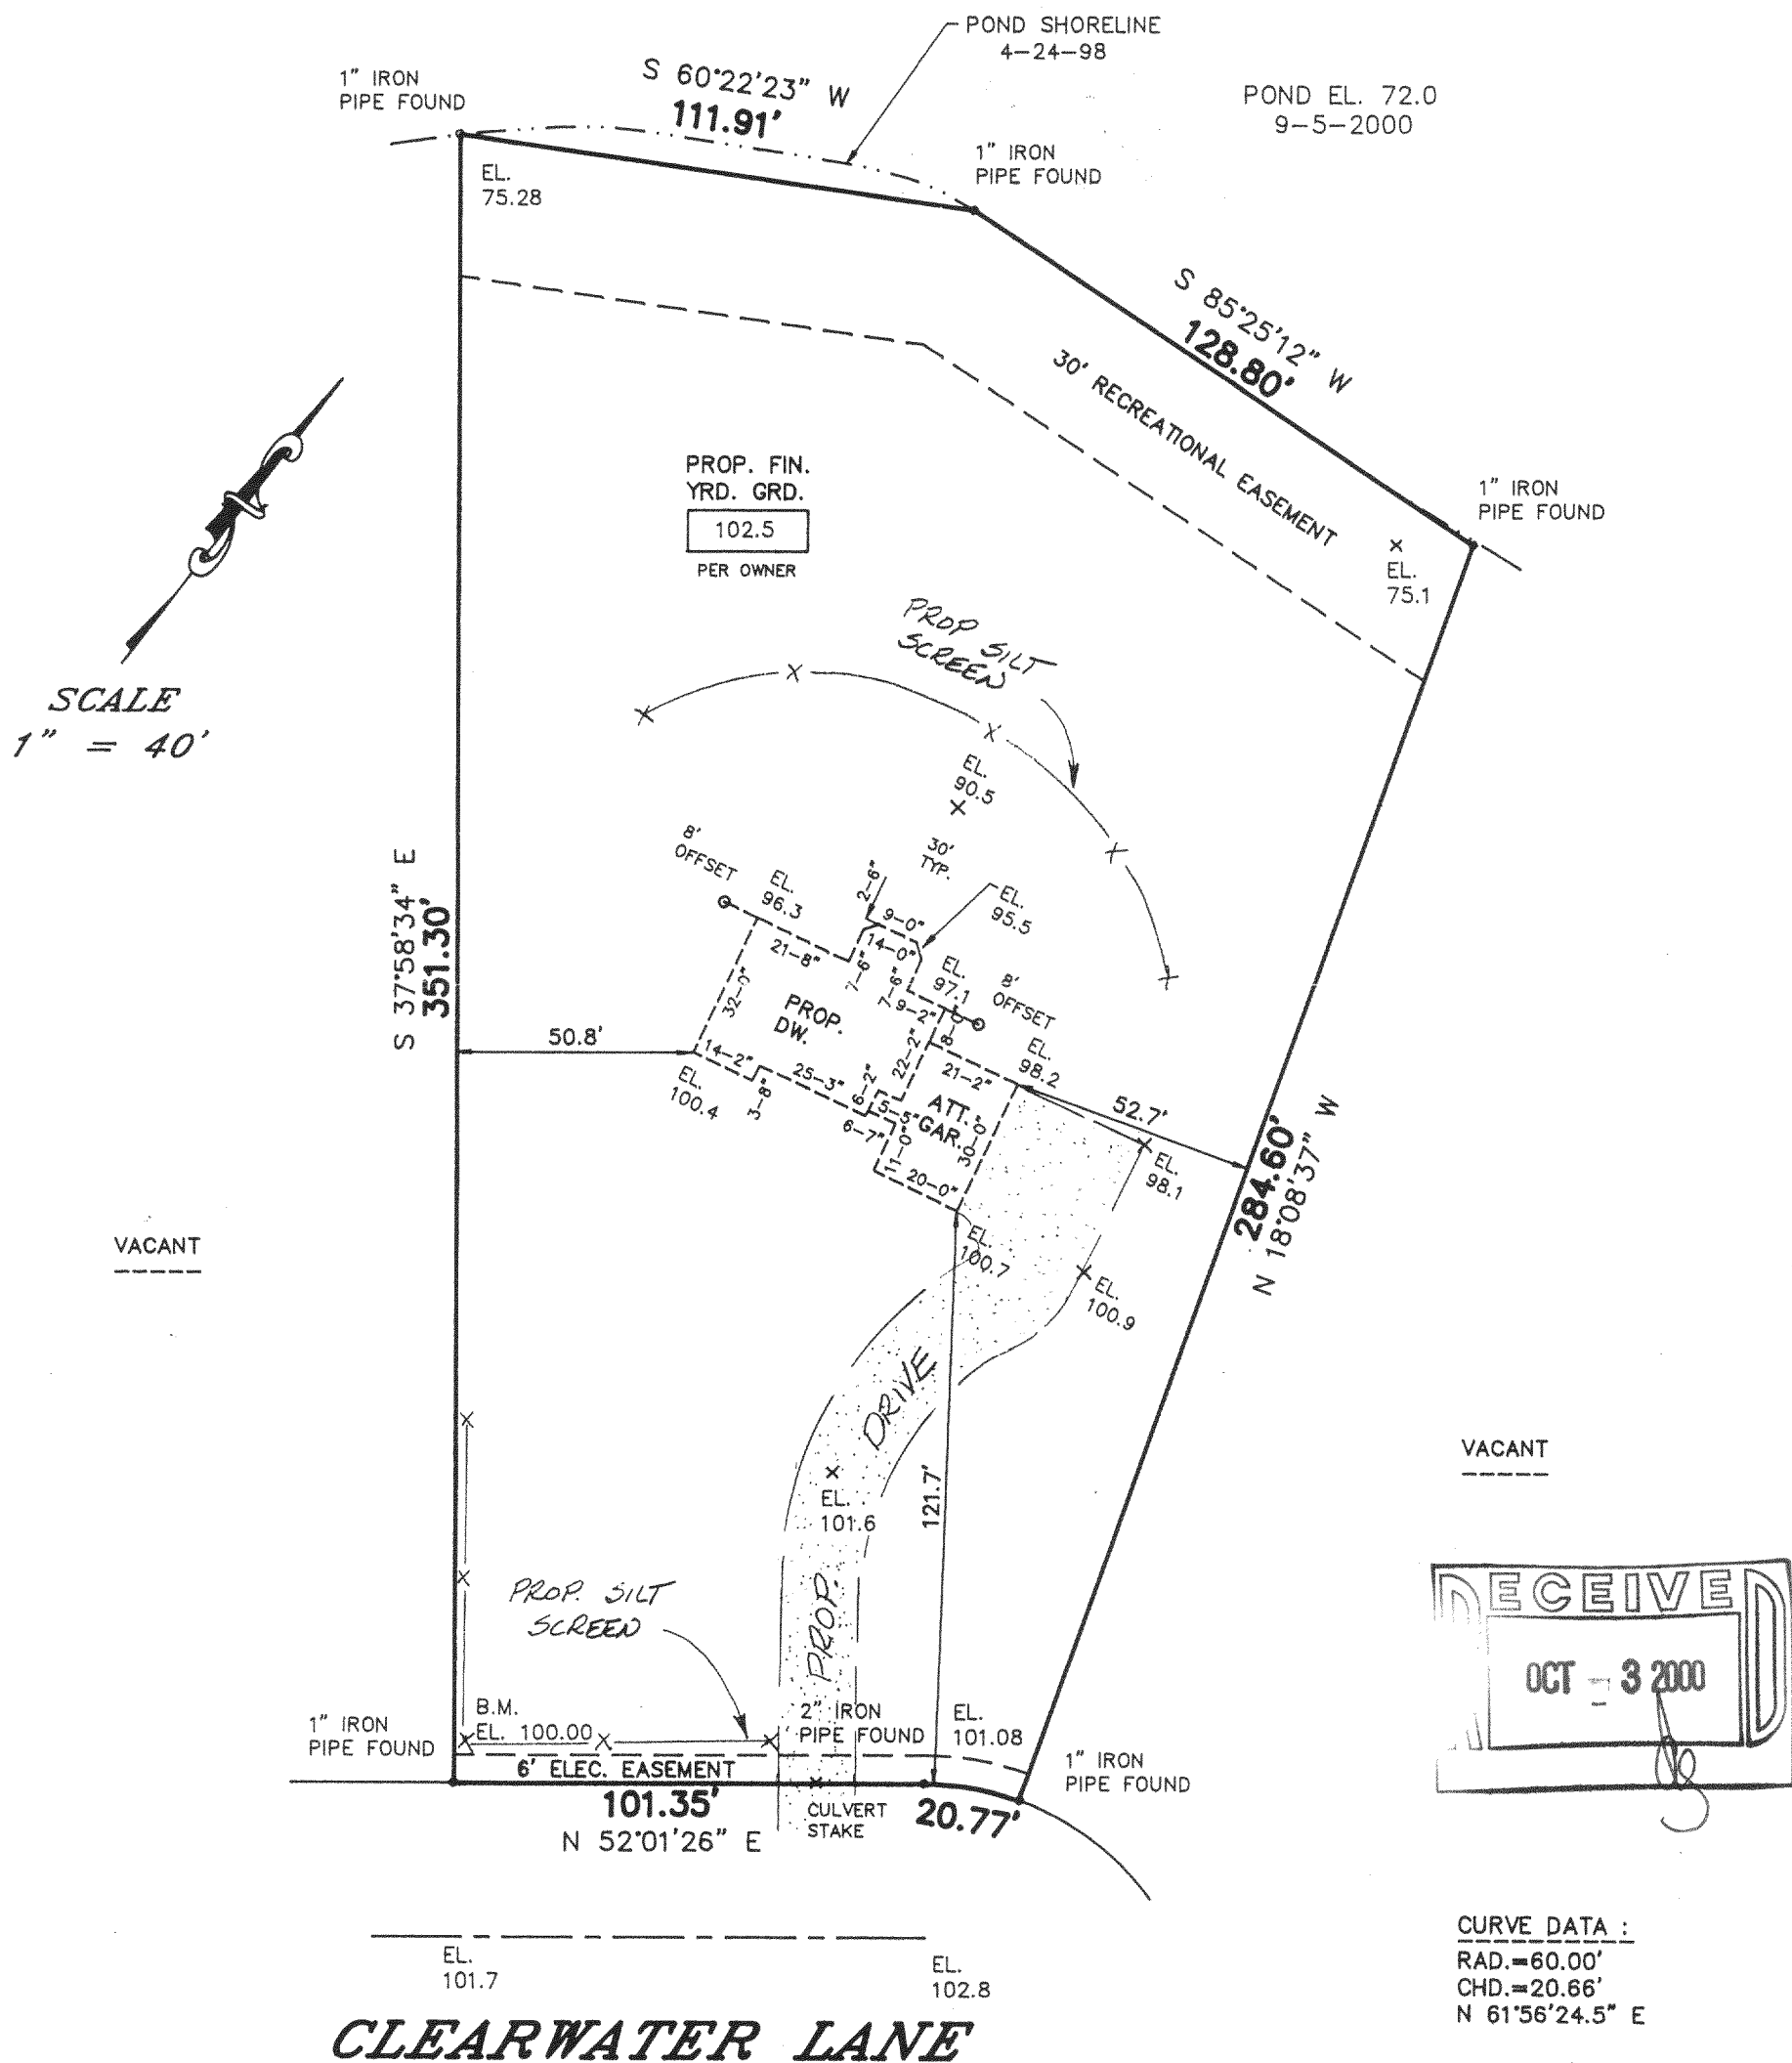 POND SHORELINE
4-24-98
S 60°22'23" W
111.91'
1" IRON
PIPE FOUND
POND EL. 72.0
9-5-2000
1" IRON
PIPE FOUND
EL.
75.28
S 85°25'12" W
128.80'
30' RECREATIONAL EASEMENT
1" IRON
PIPE FOUND
EL.
75.1
PROP. FIN.
YRD. GRD.
102.5
PER OWNER
PROP SILT
SCREEN
SCALE
1" = 40'
EL.
90.5
30'
TYP.
8'
OFFSET
EL.
96.3
2-6"
9-0"
EL.
95.5
21-8"
7-6"
14-0"
EL.
97.1
8'
OFFSET
7-6"
9-2"
32-0"
PROP.
DW.
S 37°58'34" E
351.30'
50.8'
22-2"
21-2"
EL.
98.2
14-2"
25-3"
6-2"
3-8"
EL.
100.4
5-5"
ATT.
GAR.
6-7"
11-0"
30-0"
20-0"
52.7'
EL.
98.1
284.60'
N 18°08'37" W
EL.
100.7
EL.
100.9
VACANT
PROP. DRIVE
EL.
101.6
121.7'
VACANT
PROP. SILT
SCREEN
RECEIVED
OCT - 3 2000
1" IRON
PIPE FOUND
B.M.
EL. 100.00
2" IRON
PIPE FOUND
EL.
101.08
1" IRON
PIPE FOUND
6' ELEC. EASEMENT
101.35'
N 52°01'26" E
CULVERT
STAKE
20.77'
EL.
101.7
EL.
102.8
CLEARWATER LANE
CURVE DATA :
RAD.=60.00'
CHD.=20.66'
N 61°56'24.5" E